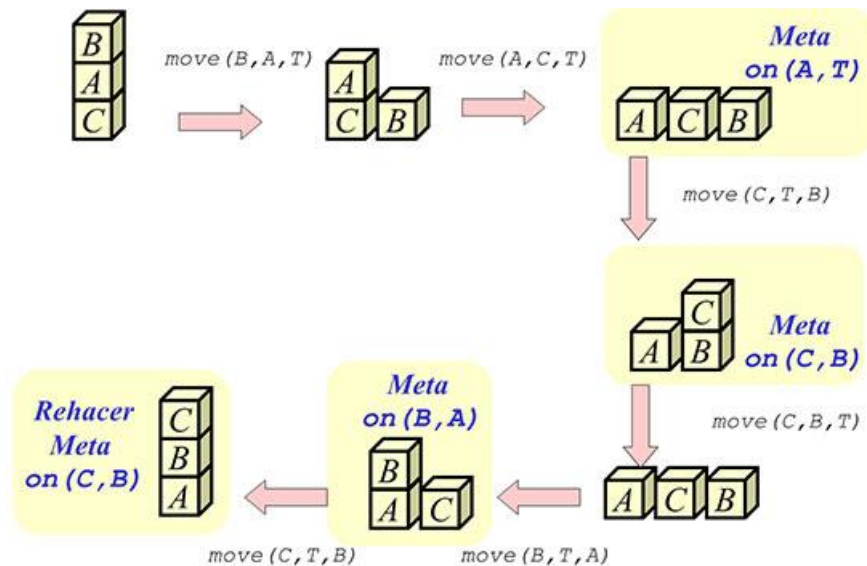 B
A
C
move(B,A,T)
A
C B
move(A,C,T)
Meta
on(A,T)
A C B
move(C,T,B)
C
A B
Meta
on(C,B)
move(C,B,T)
A C B
move(B,T,A)
Meta
on(B,A)
B
A C
move(C,T,B)
Rehacer
Meta
on(C,B)
C
B
A